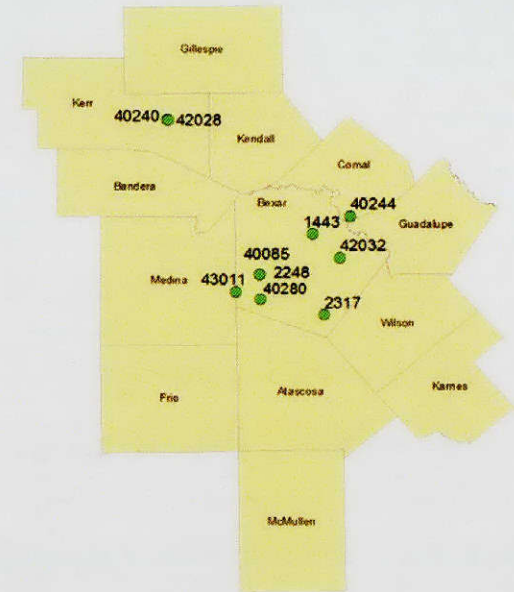 Gillespie
Kerr
40240 42028
Kendall
Comal
Bandera
Bexar
40244
1443
Guadalupe
42032
40085
Medina
43011
2248
40280
2317
Wilson
Frio
Atascosa
Karnes
McMullen